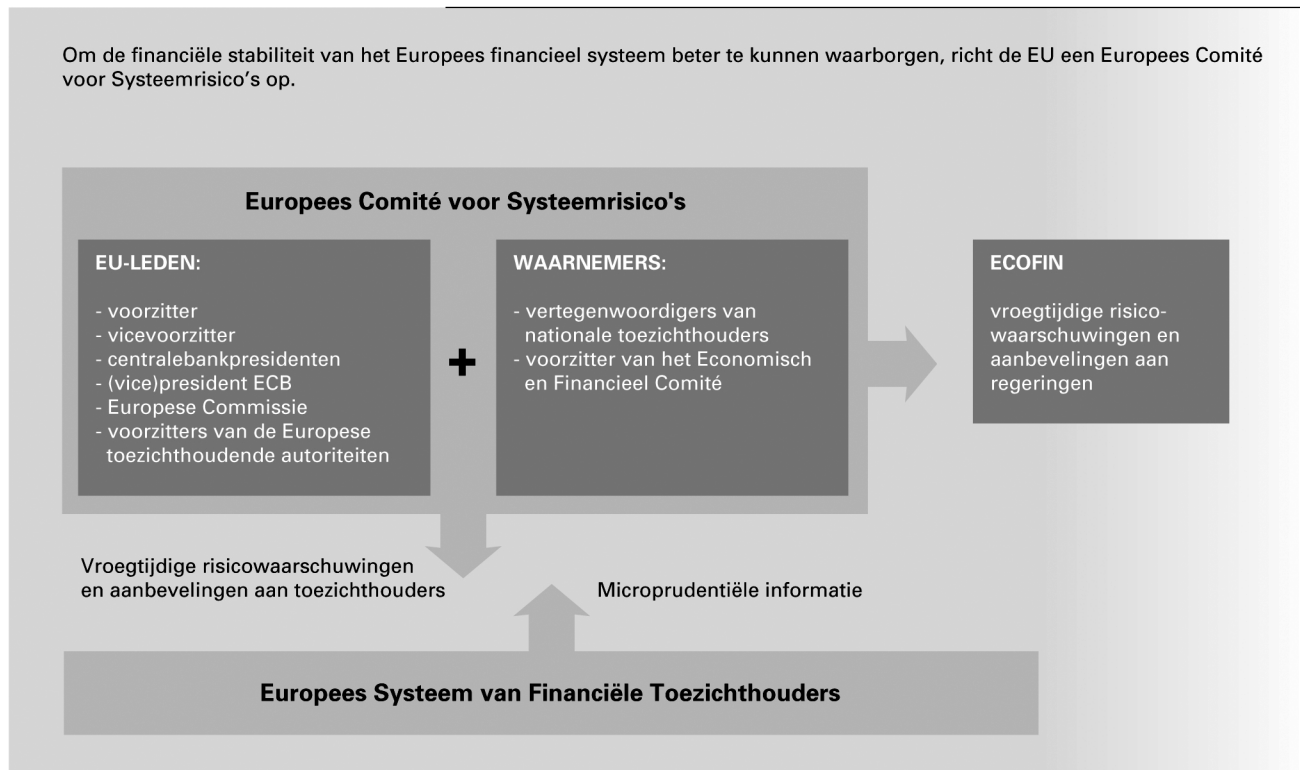 Om de financiële stabiliteit van het Europees financieel systeem beter te kunnen waarborgen, richt de EU een Europees Comité
voor Systeemrisico's op.
Europees Comité voor Systeemrisico's
EU-LEDEN:
- voorzitter
- vicevoorzitter
- centralebankpresidenten
- (vice)president ECB
- Europese Commissie
- voorzitters van de Europese
toezichthoudende autoriteiten
+
WAARNEMERS:
- vertegenwoordigers van
nationale toezichthouders
- voorzitter van het Economisch
en Financieel Comité
ECOFIN
vroegtijdige risico-
waarschuwingen en
aanbevelingen aan
regeringen
Vroegtijdige risicowaarschuwingen
en aanbevelingen aan toezichthouders
Microprudentiële informatie
Europees Systeem van Financiële Toezichthouders